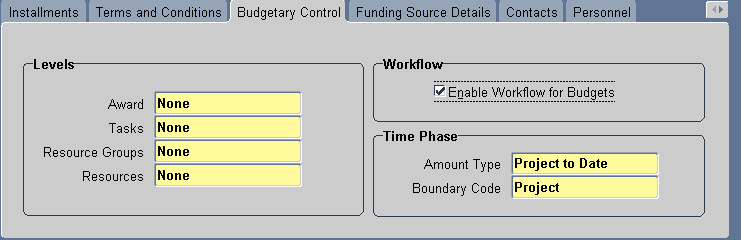 Installments Terms and Conditions Budgetary Control Funding Source Details Contacts Personnel
Levels
Award None
Tasks None
Resource Groups None
Resources None
Workflow
Enable Workflow for Budgets
Time Phase
Amount Type Project to Date
Boundary Code Project